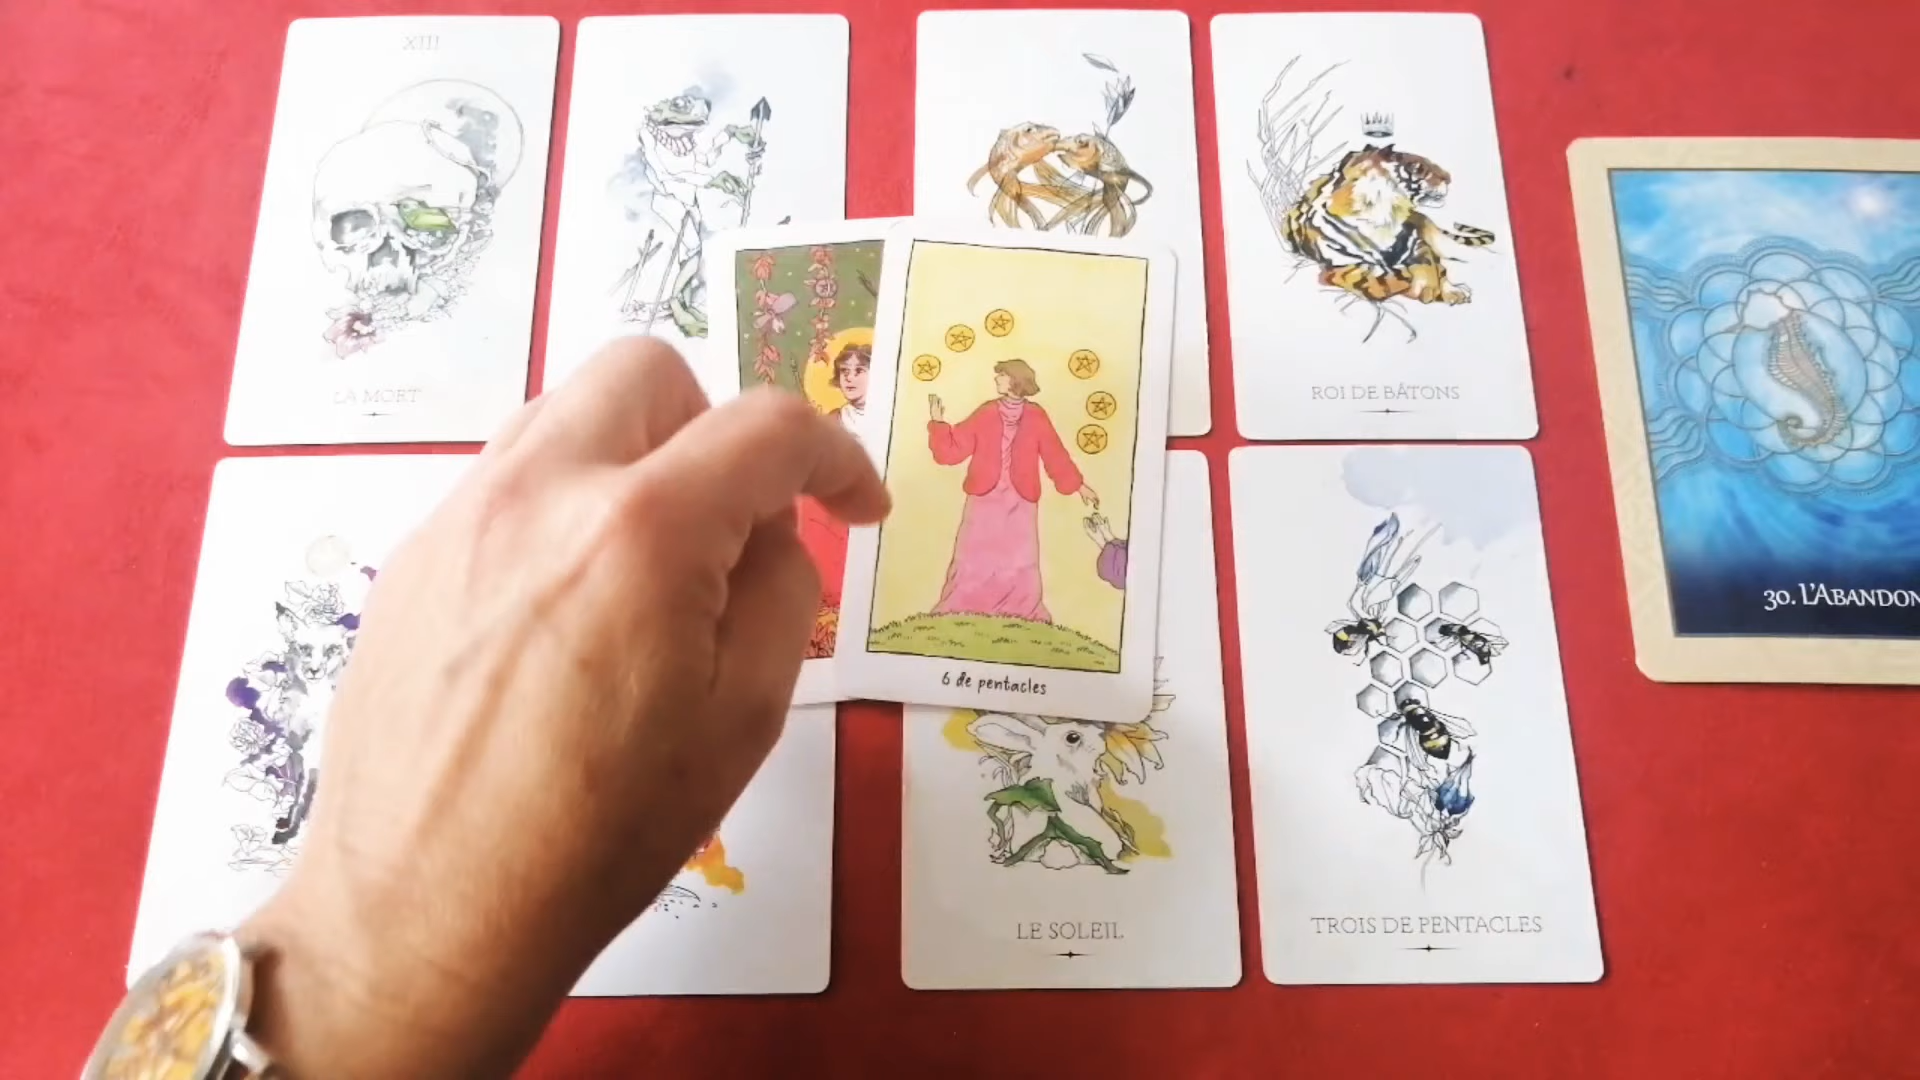 XIII
LA MORT
ROI DE BÂTONS
30. L'ABANDON
6 de pentacles
LE SOLEIL
TROIS DE PENTACLES